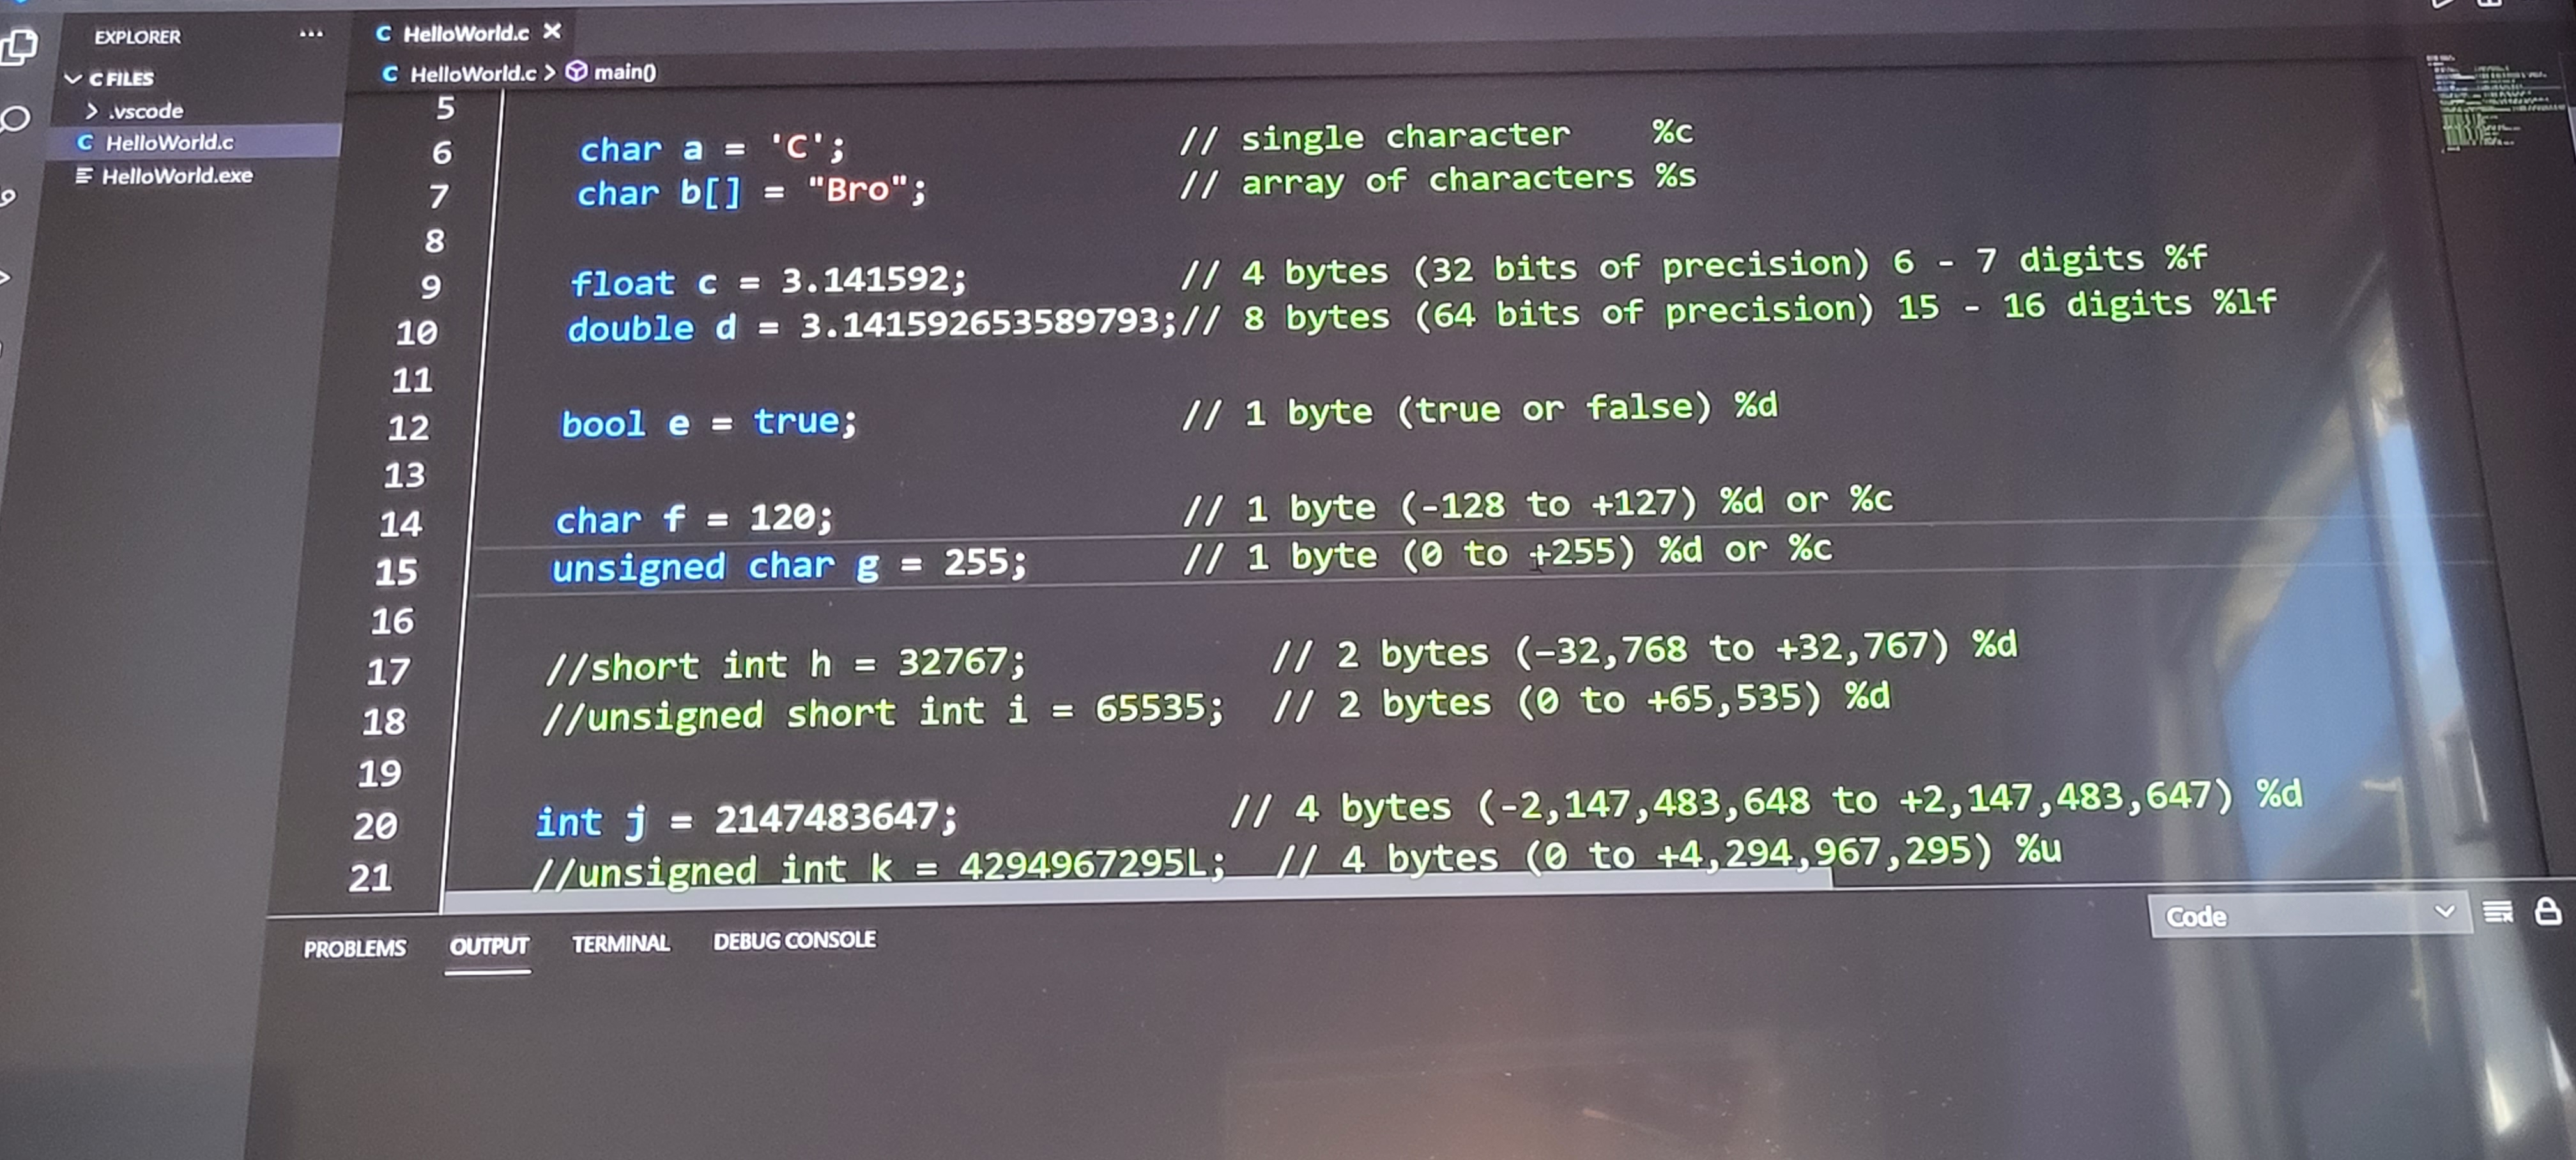 EXPLORER ...
C FILES
.vscode
C HelloWorld.c
HelloWorld.exe
C HelloWorld.c
C HelloWorld.c > main()
5
6 char a = 'C'; // single character %c
7 char b[] = "Bro"; // array of characters %s
8
9 float c = 3.141592; // 4 bytes (32 bits of precision) 6 - 7 digits %f
10 double d = 3.141592653589793;// 8 bytes (64 bits of precision) 15 - 16 digits %lf
11
12 bool e = true; // 1 byte (true or false) %d
13
14 char f = 120; // 1 byte (-128 to +127) %d or %c
15 unsigned char g = 255; // 1 byte (0 to +255) %d or %c
16
17 //short int h = 32767; // 2 bytes (−32,768 to +32,767) %d
18 //unsigned short int i = 65535; // 2 bytes (0 to +65,535) %d
19
20 int j = 2147483647; // 4 bytes (-2,147,483,648 to +2,147,483,647) %d
21 //unsigned int k = 4294967295L; // 4 bytes (0 to +4,294,967,295) %u
PROBLEMS OUTPUT TERMINAL DEBUG CONSOLE
Code